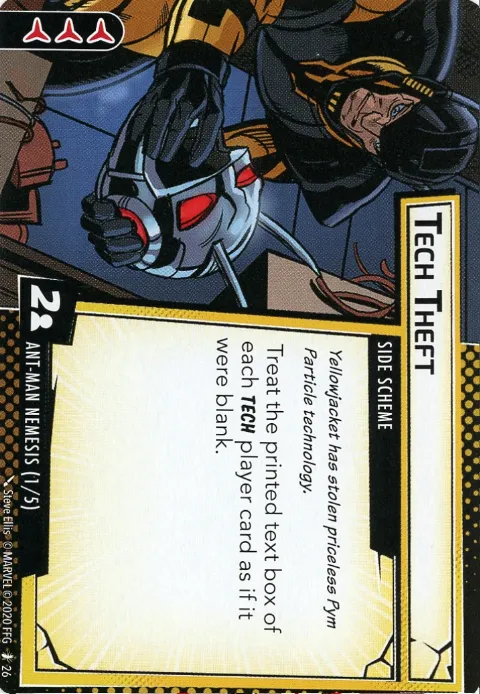 TECH THEFT
SIDE SCHEME
Yellowjacket has stolen priceless Pym
Particle technology.
Treat the printed text box of
each TECH player card as if it
were blank.
2
ANT-MAN NEMESIS (1/5)
Steve Ellis © MARVEL © 2020 FFG 26